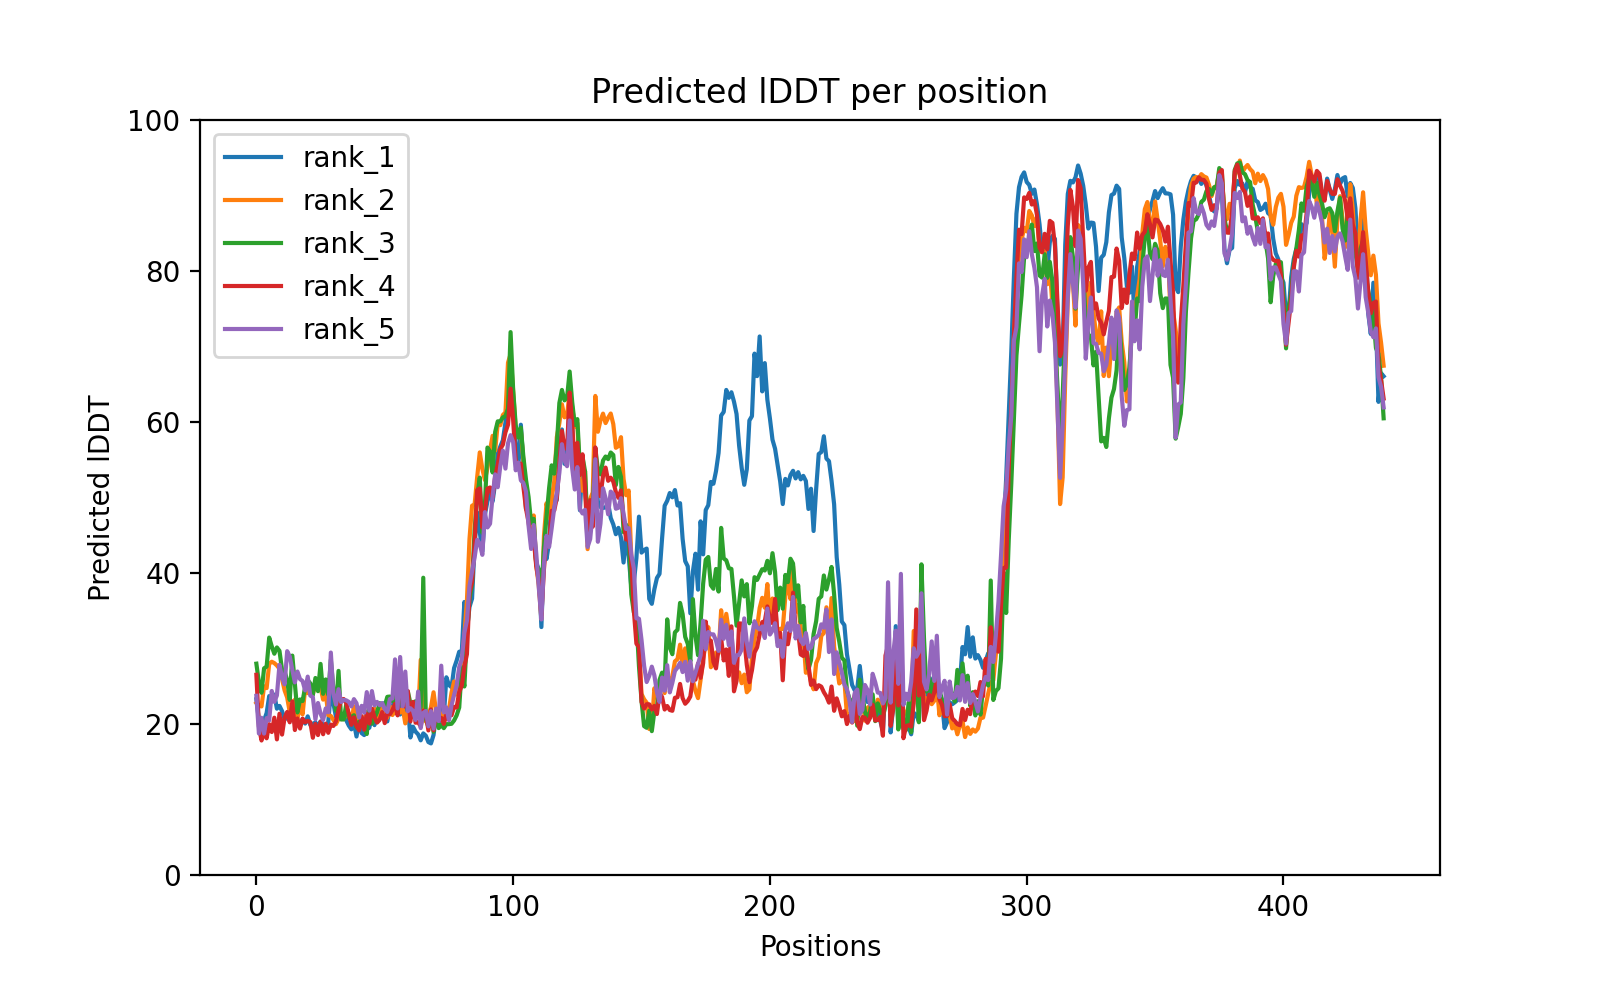 Predicted lDDT per position
100
80
60
40
20
0
Predicted lDDT
rank_1
rank_2
rank_3
rank_4
rank_5
0 100 200 300 400
Positions